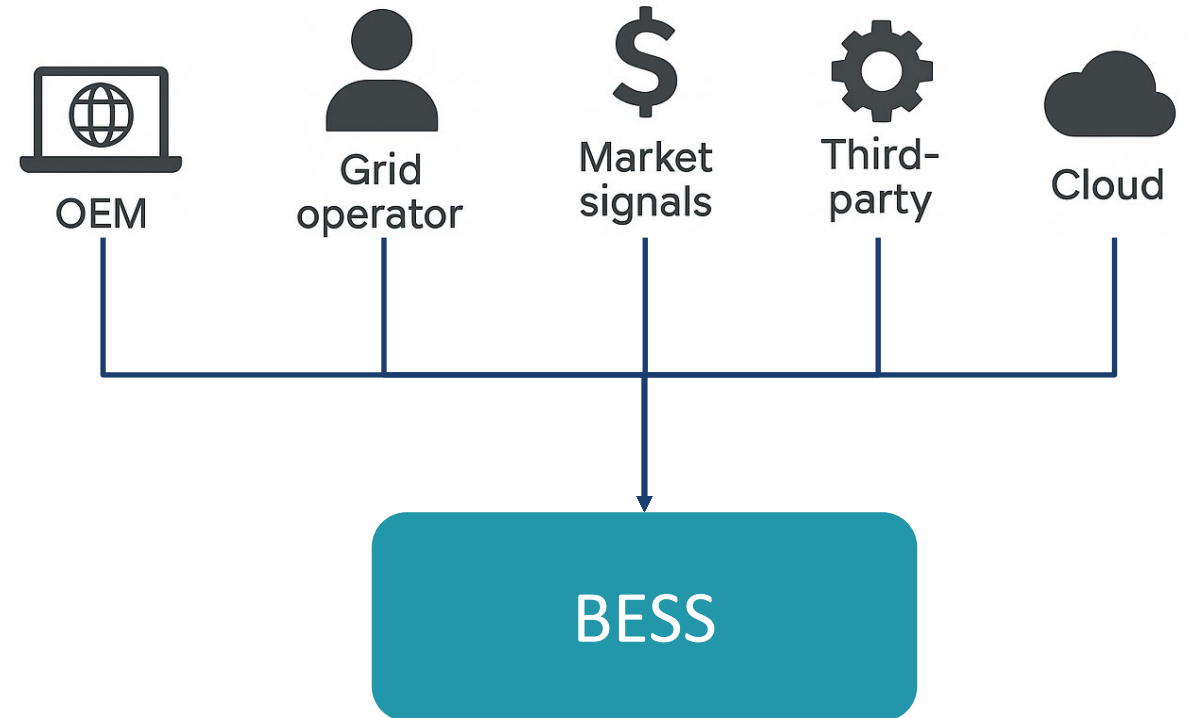 OEM
Grid
operator
$
Market
signals
Third-
party
Cloud
BESS